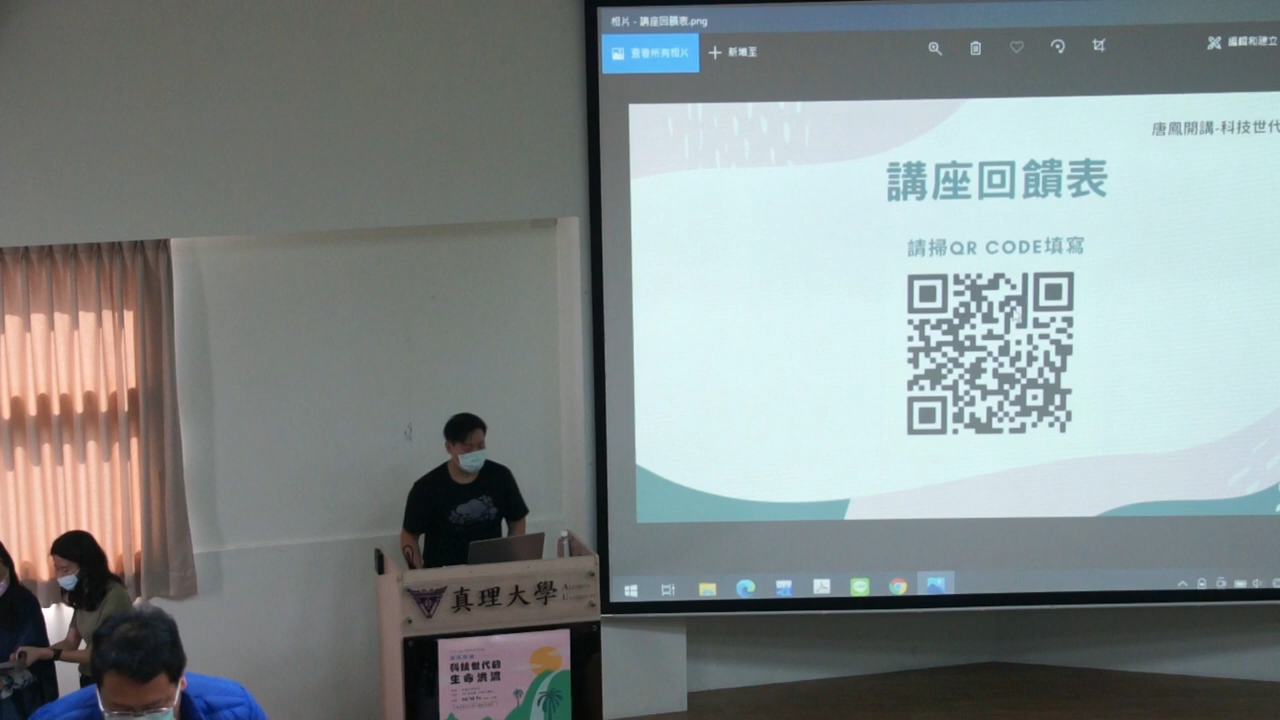 相片 - 講座回饋表.png
查看所有相片
新增至
編輯和建立
唐鳳開講-科技世代
講座回饋表
請掃QR CODE填寫
真理大學
科技世代的
生命洪流